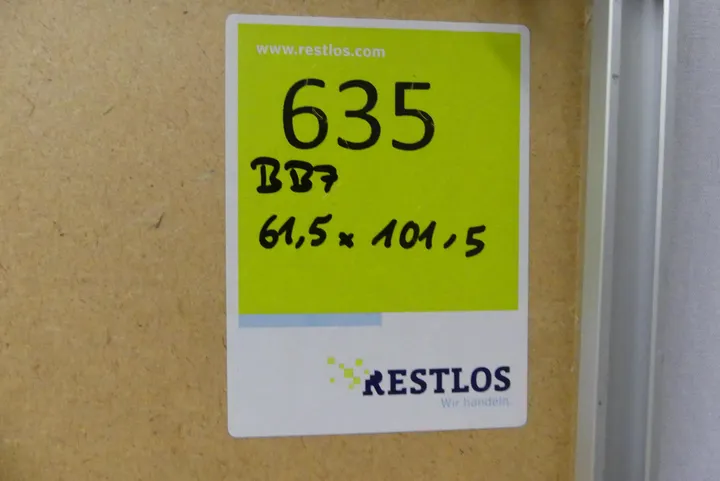 www.restlos.com
635
BB7
61,5 x 101,5
RESTLOS
Wir handeln.